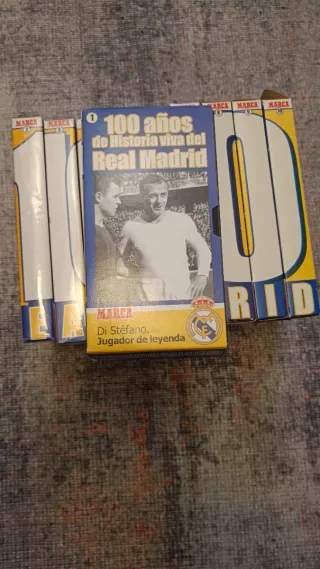 1
100 años
de Historia viva del
Real Madrid
MARCA
Di Stéfano,
Jugador de leyenda
MARCA
MARCA
MARCA
MARCA
MARCA
R I D